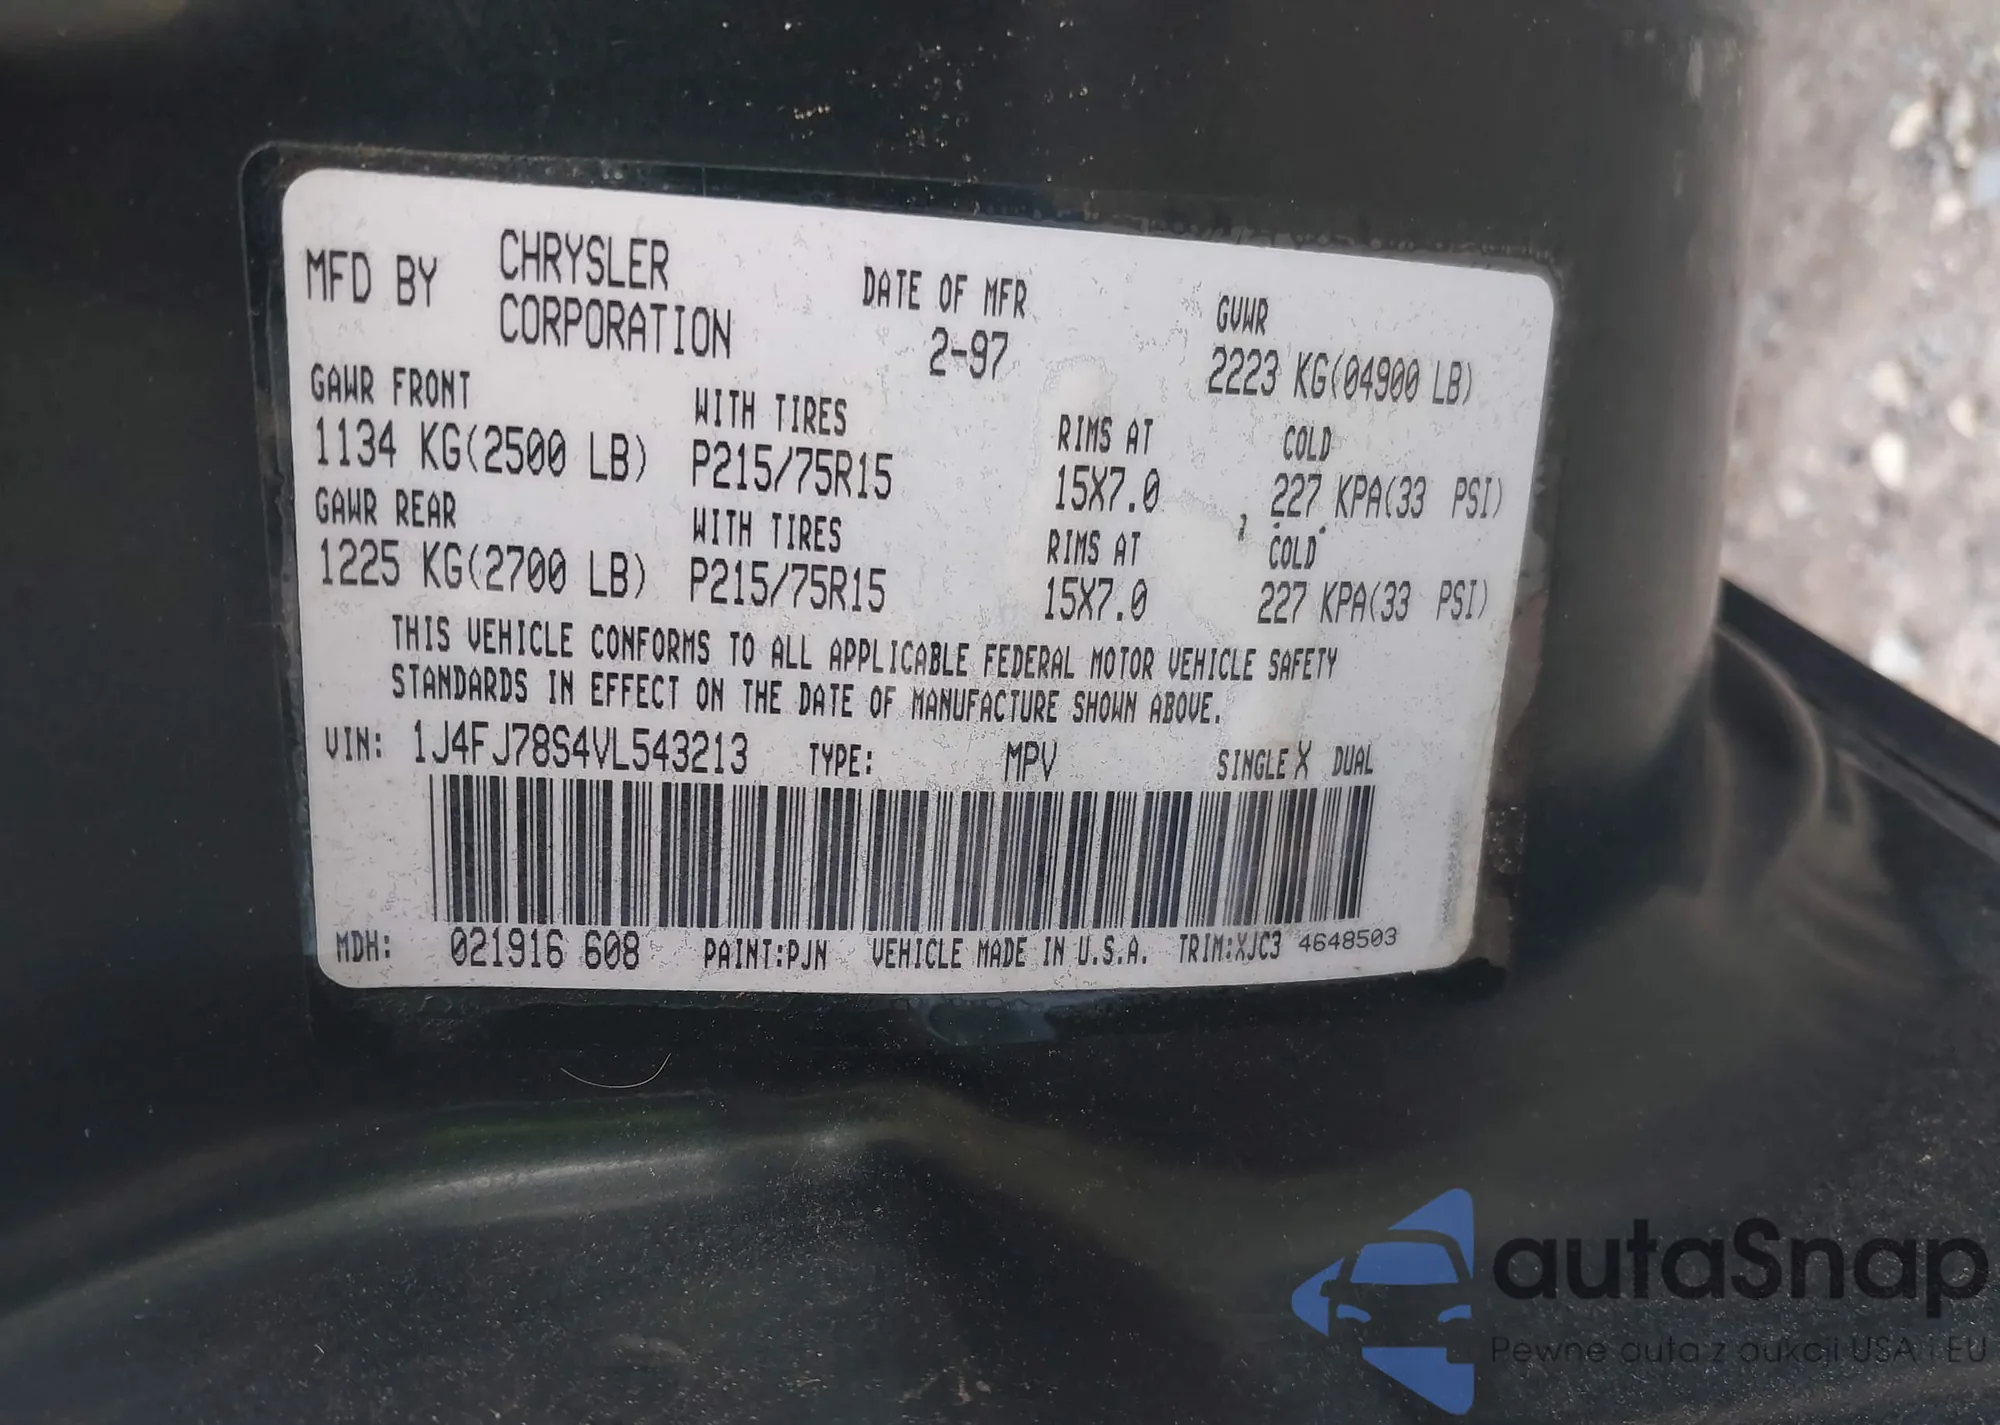 MFD BY CHRYSLER CORPORATION DATE OF MFR 2-97 GVWR 2223 KG(04900 LB)
GAWR FRONT WITH TIRES RIMS AT COLD
1134 KG(2500 LB) P215/75R15 15X7.0 227 KPA(33 PSI)
GAWR REAR WITH TIRES RIMS AT COLD
1225 KG(2700 LB) P215/75R15 15X7.0 227 KPA(33 PSI)
THIS VEHICLE CONFORMS TO ALL APPLICABLE FEDERAL MOTOR VEHICLE SAFETY
STANDARDS IN EFFECT ON THE DATE OF MANUFACTURE SHOWN ABOVE.
VIN: 1J4FJ78S4VL543213 TYPE: MPV SINGLE X DUAL
MDH: 021916 608 PAINT:PJN VEHICLE MADE IN U.S.A. TRIM:XJC3 4648503
autaSnap
Pewne auta z aukcji USA i EU